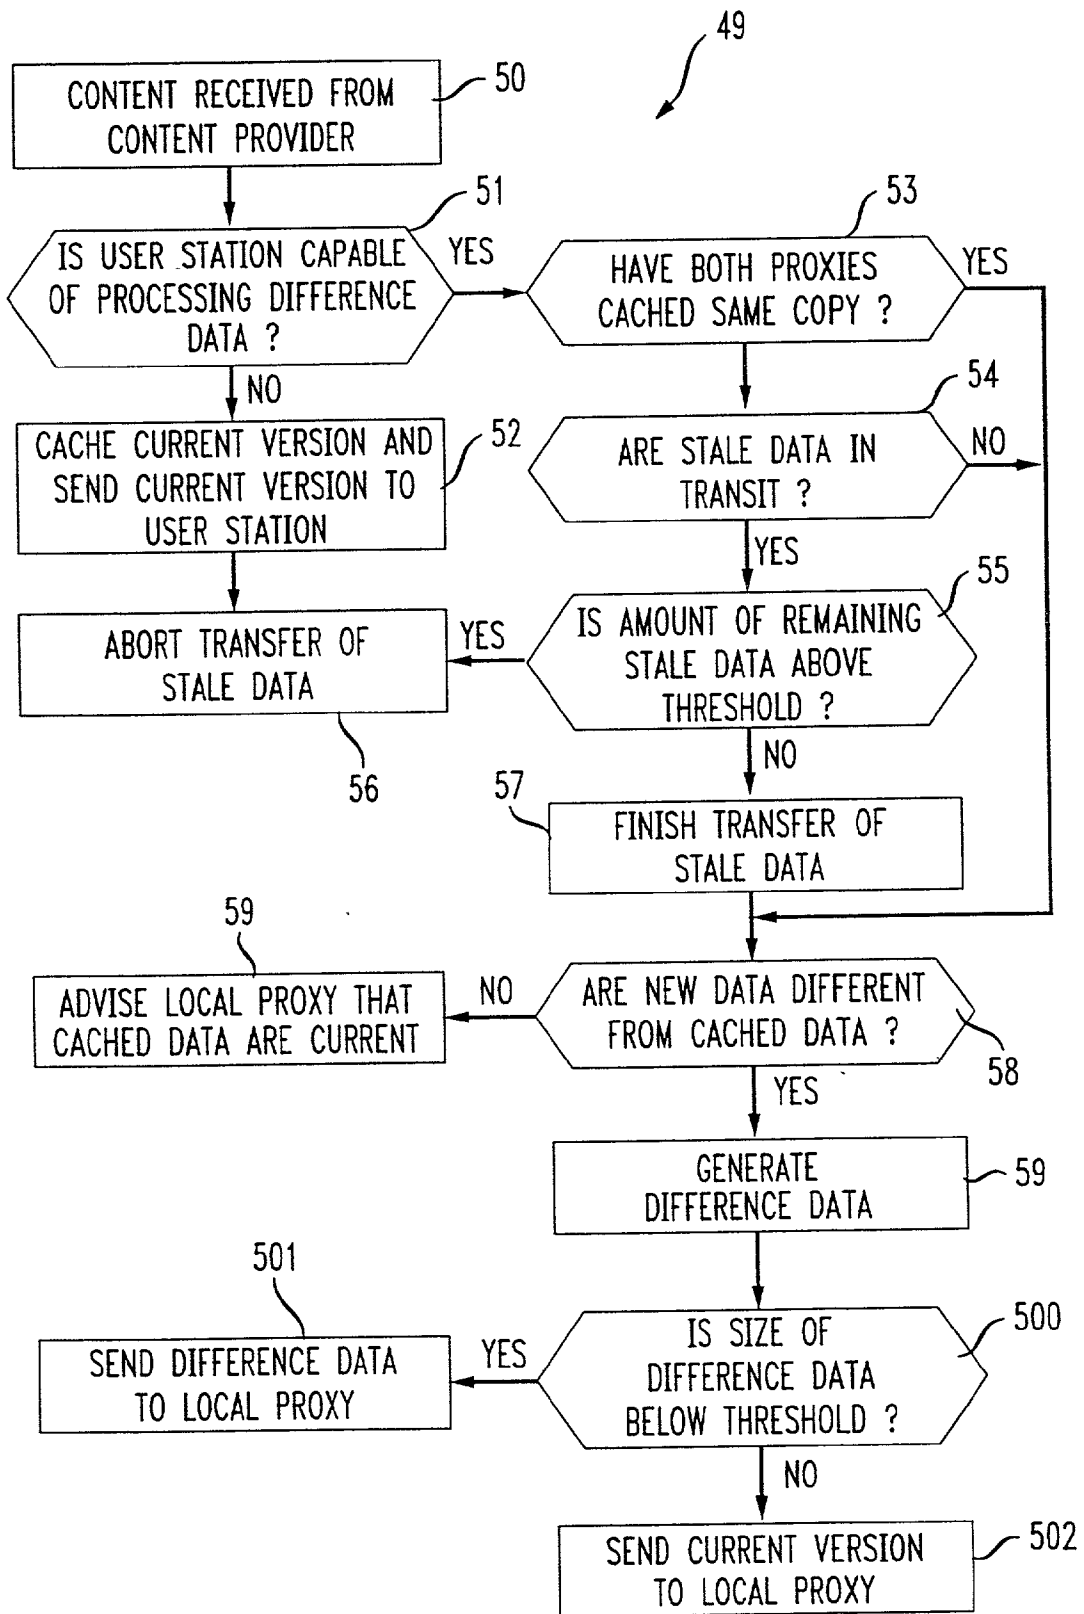 49
CONTENT RECEIVED FROM
CONTENT PROVIDER
50
IS USER STATION CAPABLE
OF PROCESSING DIFFERENCE
DATA ?
51
YES
NO
HAVE BOTH PROXIES
CACHED SAME COPY ?
53
YES
CACHE CURRENT VERSION AND
SEND CURRENT VERSION TO
USER STATION
52
ARE STALE DATA IN
TRANSIT ?
54
NO
YES
ABORT TRANSFER OF
STALE DATA
56
YES
IS AMOUNT OF REMAINING
STALE DATA ABOVE
THRESHOLD ?
55
NO
57
FINISH TRANSFER OF
STALE DATA
59
ADVISE LOCAL PROXY THAT
CACHED DATA ARE CURRENT
NO
ARE NEW DATA DIFFERENT
FROM CACHED DATA ?
58
YES
GENERATE
DIFFERENCE DATA
59
501
SEND DIFFERENCE DATA
TO LOCAL PROXY
YES
IS SIZE OF
DIFFERENCE DATA
BELOW THRESHOLD ?
500
NO
SEND CURRENT VERSION
TO LOCAL PROXY
502